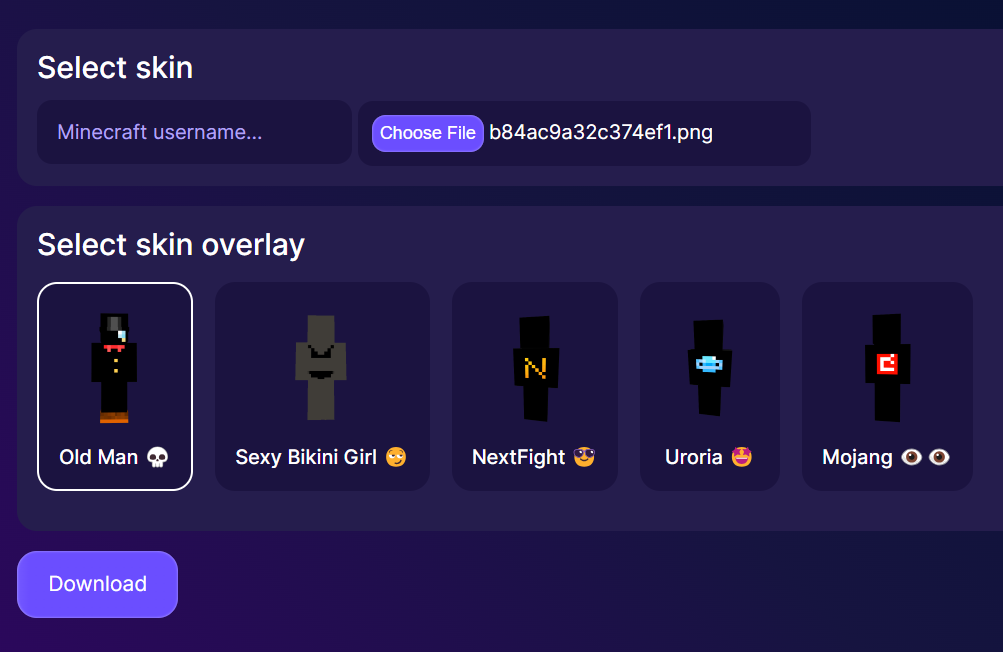 Select skin
Minecraft username...
Choose File b84ac9a32c374ef1.png
Select skin overlay
Old Man 💀
Sexy Bikini Girl 🙄
NextFight 😎
Uroria 🤩
Mojang 👁️👁️
Download